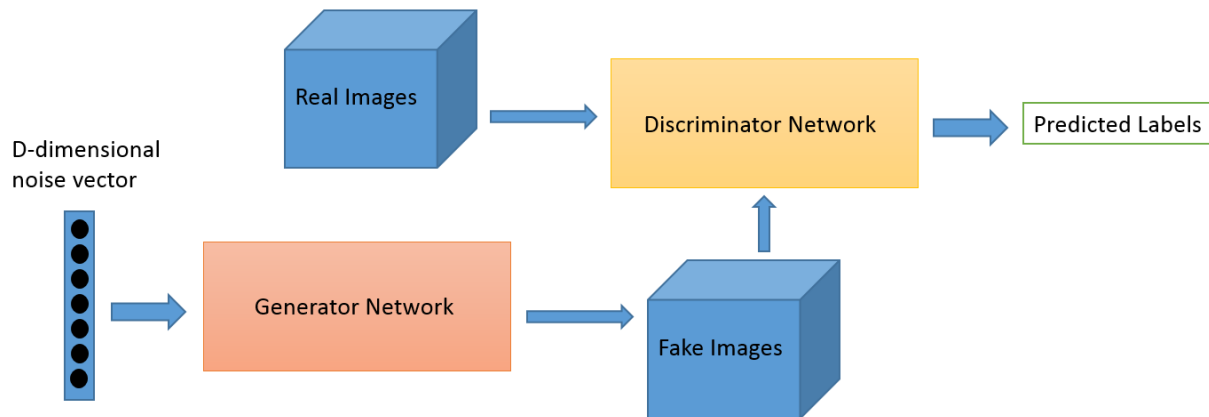 Real Images
Discriminator Network
Predicted Labels
D-dimensional
noise vector
Generator Network
Fake Images